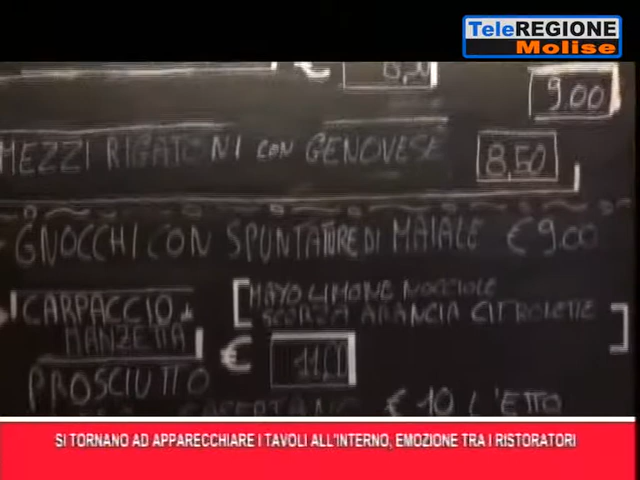 TeleREGIONE
Molise
€
9.00
MEZZI RIGATONI CON GENOVESE 8,50
GNOCCHI CON SPUNTATURE DI MAIALE €9.00
CARPACCIO di MANZETTA
MAYO LIMONE NOCCIOLE
SCORZA ARANCIA
€ 11,00
PROSCIUTTO
CASERTANO €10 L'ETTO
SI TORNANO AD APPARECCHIARE I TAVOLI ALL'INTERNO, EMOZIONE TRA I RISTORATORI